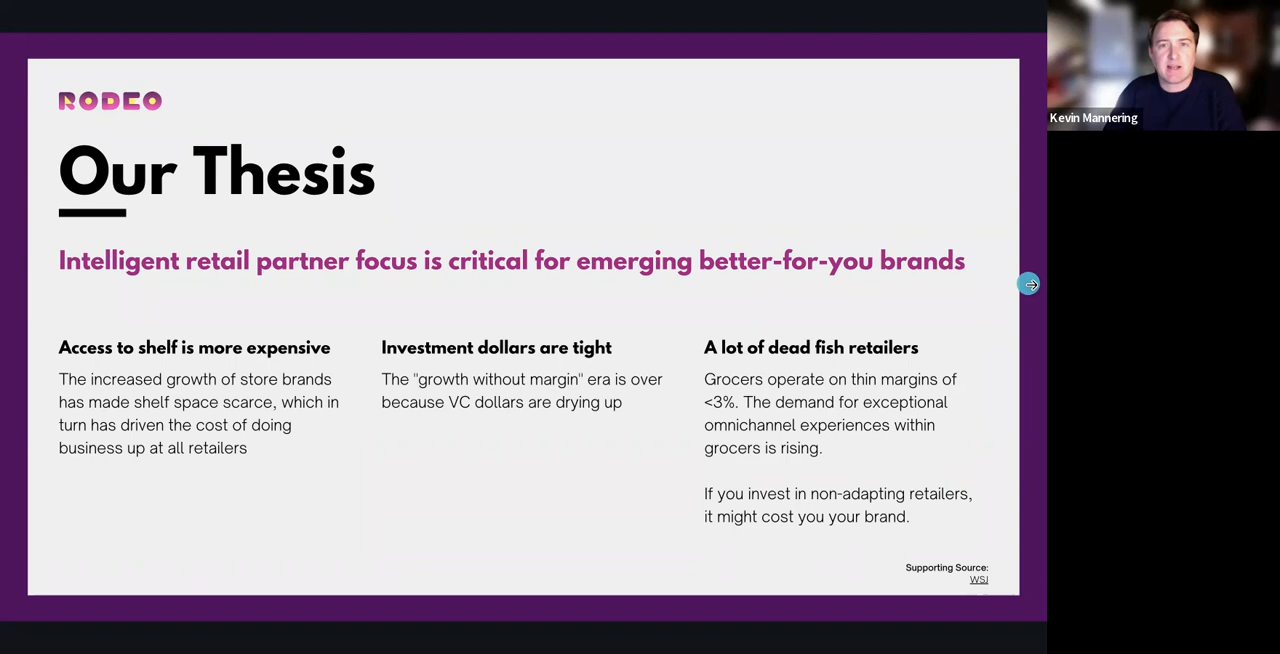 RODEO
Our Thesis
Intelligent retail partner focus is critical for emerging better-for-you brands
Access to shelf is more expensive
The increased growth of store brands
has made shelf space scarce, which in
turn has driven the cost of doing
business up at all retailers
Investment dollars are tight
The "growth without margin" era is over
because VC dollars are drying up
A lot of dead fish retailers
Grocers operate on thin margins of
<3%. The demand for exceptional
omnichannel experiences within
grocers is rising.
If you invest in non-adapting retailers,
it might cost you your brand.
Supporting Source:
WSJ
Kevin Mannering